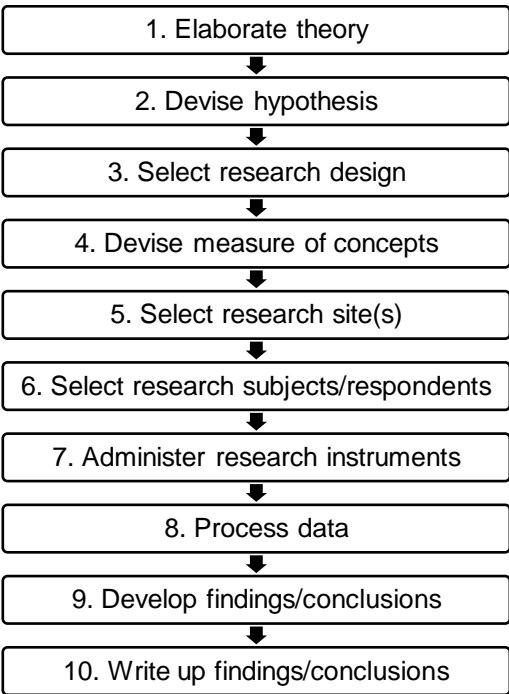 1. Elaborate theory
2. Devise hypothesis
3. Select research design
4. Devise measure of concepts
5. Select research site(s)
6. Select research subjects/respondents
7. Administer research instruments
8. Process data
9. Develop findings/conclusions
10. Write up findings/conclusions